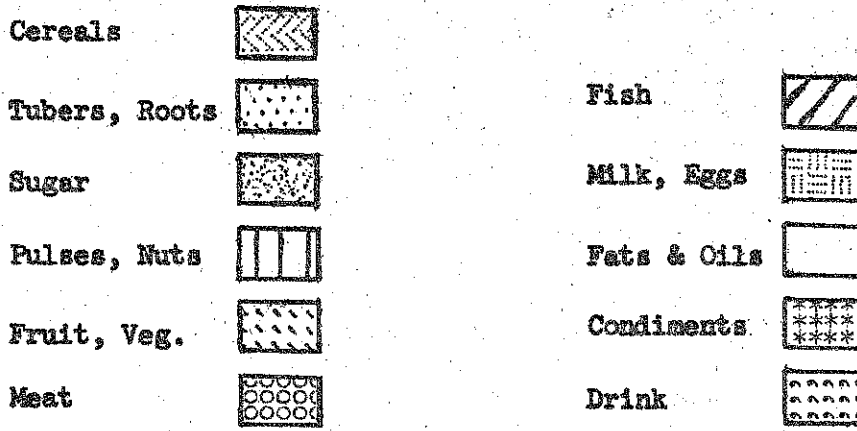 Cereals
Tubers, Roots
Sugar
Pulses, Nuts
Fruit, Veg.
Meat
Fish
Milk, Eggs
Fats & Oils
Condiments
Drink